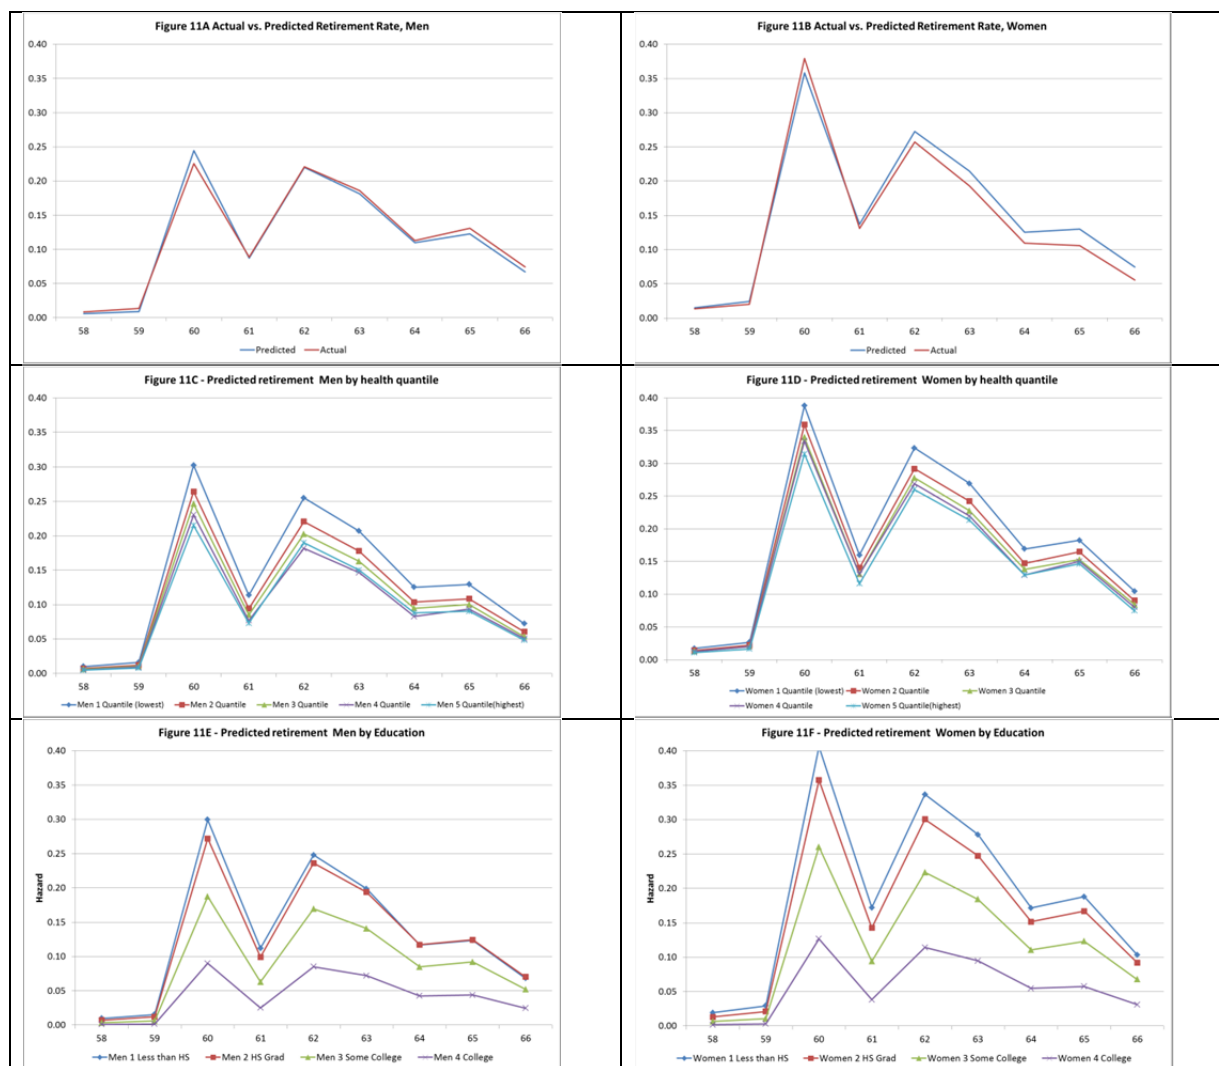 Figure 11A Actual vs. Predicted Retirement Rate, Men
0.40
0.35
0.30
0.25
0.20
0.15
0.10
0.05
0.00
58 59 60 61 62 63 64 65 66
Predicted Actual
Figure 11B Actual vs. Predicted Retirement Rate, Women
0.40
0.35
0.30
0.25
0.20
0.15
0.10
0.05
0.00
58 59 60 61 62 63 64 65 66
Predicted Actual
Figure 11C - Predicted retirement Men by health quantile
0.40
0.35
0.30
0.25
0.20
0.15
0.10
0.05
0.00
58 59 60 61 62 63 64 65 66
Men 1 Quantile (lowest) Men 2 Quantile Men 3 Quantile Men 4 Quantile Men 5 Quantile(highest)
Figure 11D - Predicted retirement Women by health quantile
0.40
0.35
0.30
0.25
0.20
0.15
0.10
0.05
0.00
58 59 60 61 62 63 64 65 66
Women 1 Quantile (lowest) Women 2 Quantile Women 3 Quantile
Women 4 Quantile Women 5 Quantile(highest)
Figure 11E - Predicted retirement Men by Education
0.40
0.35
0.30
0.25
0.20
0.15
0.10
0.05
0.00
Hazard
58 59 60 61 62 63 64 65 66
Men 1 Less than HS Men 2 HS Grad Men 3 Some College Men 4 College
Figure 11F - Predicted retirement Women by Education
0.40
0.35
0.30
0.25
0.20
0.15
0.10
0.05
0.00
Hazard
58 59 60 61 62 63 64 65 66
Women 1 Less than HS Women 2 HS Grad Women 3 Some College Women 4 College